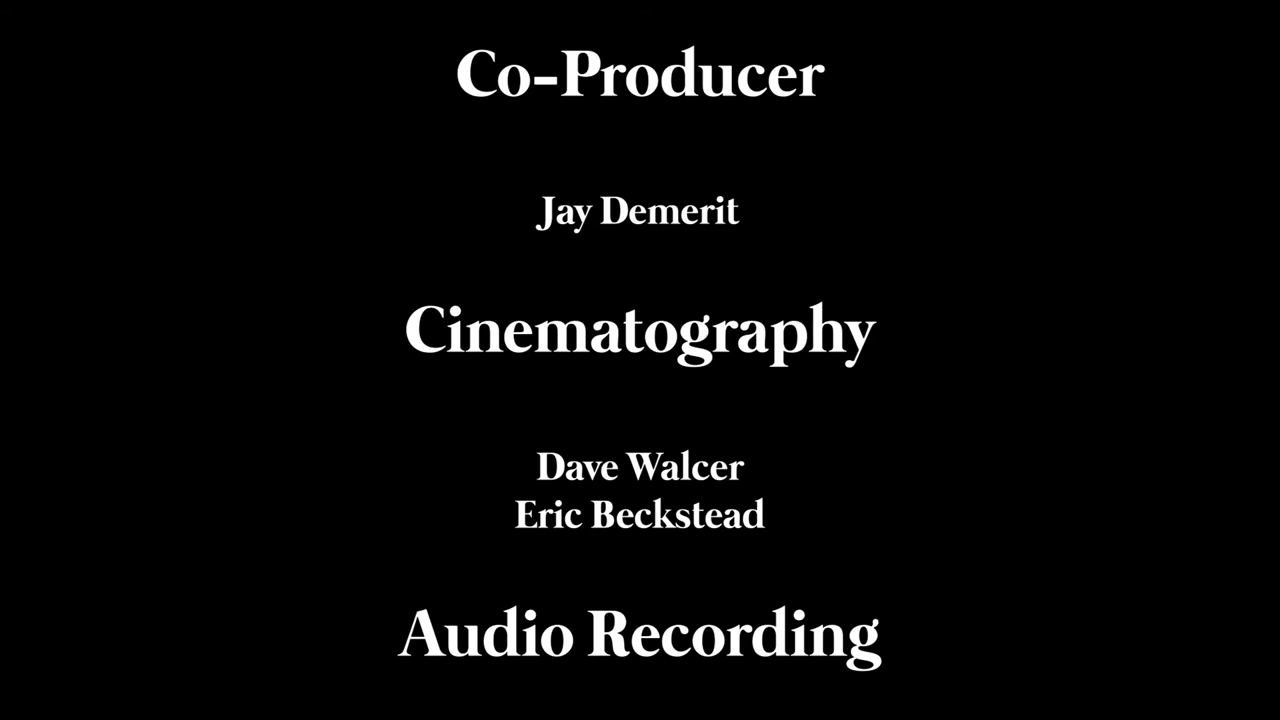 Co-Producer
Jay Demerit
Cinematography
Dave Walcer
Eric Beckstead
Audio Recording